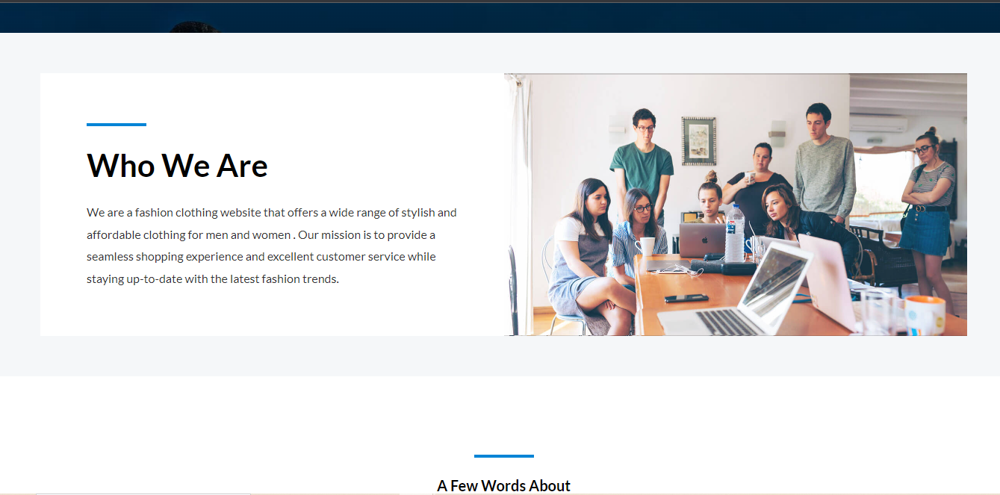 Who We Are
We are a fashion clothing website that offers a wide range of stylish and
affordable clothing for men and women . Our mission is to provide a
seamless shopping experience and excellent customer service while
staying up-to-date with the latest fashion trends.
A Few Words About